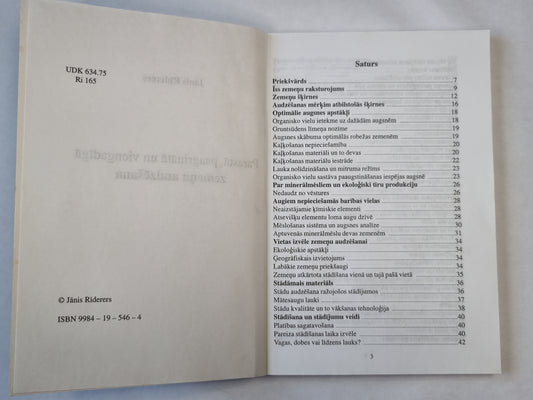 UDK 634.75
Ri 165
© Jānis Riderers
ISBN 9984 – 19 – 546 – 4
Saturs
Priekšvārds 7
Īss zemeņu raksturojums 9
Zemeņu šķirnes 12
Audzēšanas mērķim atbilstošās šķirnes 16
Optimālie augsnes apstākļi 18
Organisko vielu ietekme uz dažādām augsnēm 18
Gruntsūdens līmeņa nozīme 19
Augsnes skābuma optimālās robežas zemenēm 19
Kaļķošanas nepieciešamība 20
Kaļķošanas materiāli un to devas 20
Kaļķošanas materiālu iestrāde 22
Lauka nolīdzināšana un mitruma režīms 24
Organisko vielu sastāva paaugstināšanas iespējas augsnē
Par minerālmēsliem un ekoloģiski tīru produkciju 26
Nedaudz no vēstures 26
Augiem nepieciešamās barības vielas 28
Neaizstājamie ķīmiskie elementi 28
Atsevišķu elementu loma augu dzīvē 28
Mēslošanas sistēma un augsnes analīze 30
Aptuvenās minerālmēslu devas zemenēm 31
Vietas izvēle zemeņu audzēšanai 34
Ekoloģiskie apstākļi 34
Ģeogrāfiskais izvietojums 34
Labākie zemeņu priekšaugi 34
Zemeņu atkārtota stādīšana vienā un tajā pašā vietā 35
Stādāmais materiāls 36
Stādu audzēšana ražojošos stādījumos 36
Mātesaugu lauki 37
Stādu kvalitāte un to vākšanas tehnoloģija 38
Stādīšana un stādījumu veidi 40
Platības sagatavošana 40
Pareiza stādīšanas laika izvēle 40
Vagas, dobes vai līdzens lauks? 42
3